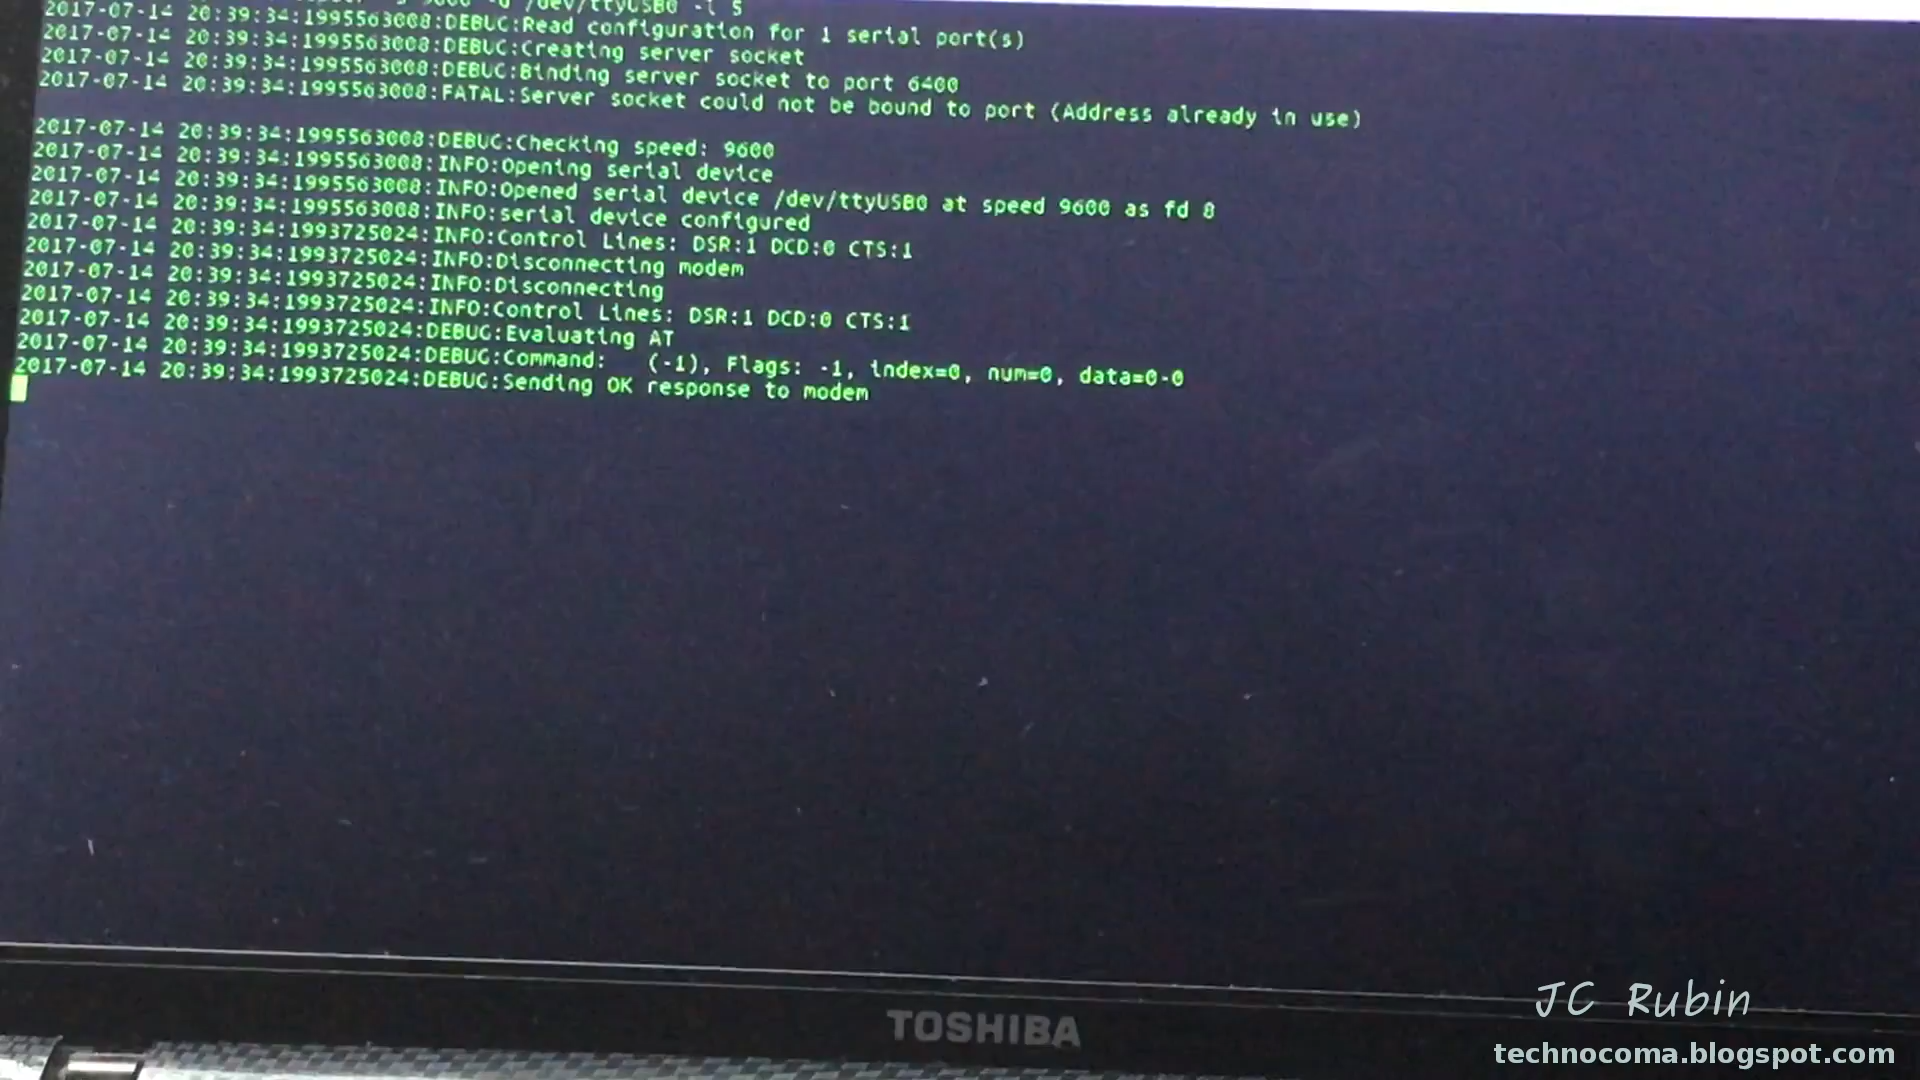 9600 -d /dev/ttyUSB0 -l 5
2017-07-14 20:39:34:1995563008:DEBUG:Read configuration for 1 serial port(s)
2017-07-14 20:39:34:1995563008:DEBUG:Creating server socket
2017-07-14 20:39:34:1995563008:DEBUG:Binding server socket to port 6400
2017-07-14 20:39:34:1995563008:FATAL:Server socket could not be bound to port (Address already in use)
2017-07-14 20:39:34:1995563008:DEBUG:Checking speed: 9600
2017-07-14 20:39:34:1995563008:INFO:Opening serial device
2017-07-14 20:39:34:1995563008:INFO:Opened serial device /dev/ttyUSB0 at speed 9600 as fd 8
2017-07-14 20:39:34:1995563008:INFO:serial device configured
2017-07-14 20:39:34:1993725024:INFO:Control Lines: DSR:1 DCD:0 CTS:1
2017-07-14 20:39:34:1993725024:INFO:Disconnecting modem
2017-07-14 20:39:34:1993725024:INFO:Disconnecting
2017-07-14 20:39:34:1993725024:INFO:Control Lines: DSR:1 DCD:0 CTS:1
2017-07-14 20:39:34:1993725024:DEBUG:Evaluating AT
2017-07-14 20:39:34:1993725024:DEBUG:Command:   (-1), Flags: -1, index=0, num=0, data=0-0
2017-07-14 20:39:34:1993725024:DEBUG:Sending OK response to modem
TOSHIBA
JC Rubin
technocoma.blogspot.com